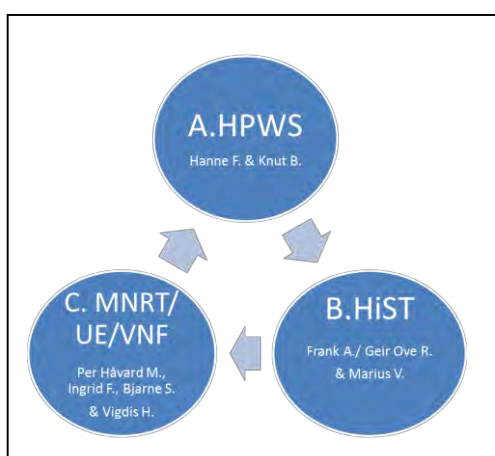 A.HPWS
Hanne F. & Knut B.
B.HiST
Frank A./ Geir Ove R.
& Marius V.
C. MNRT/
UE/VNF
Per Håvard M.,
Ingrid F., Bjarne S.
& Vigdis H.